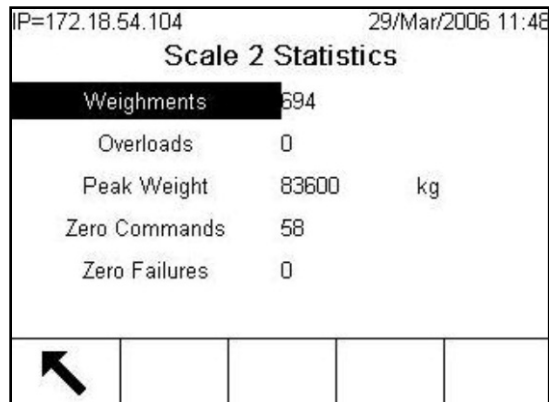 IP=172.18.54.104 29/Mar/2006 11:48
Scale 2 Statistics
Weighments 694
Overloads 0
Peak Weight 83600 kg
Zero Commands 58
Zero Failures 0